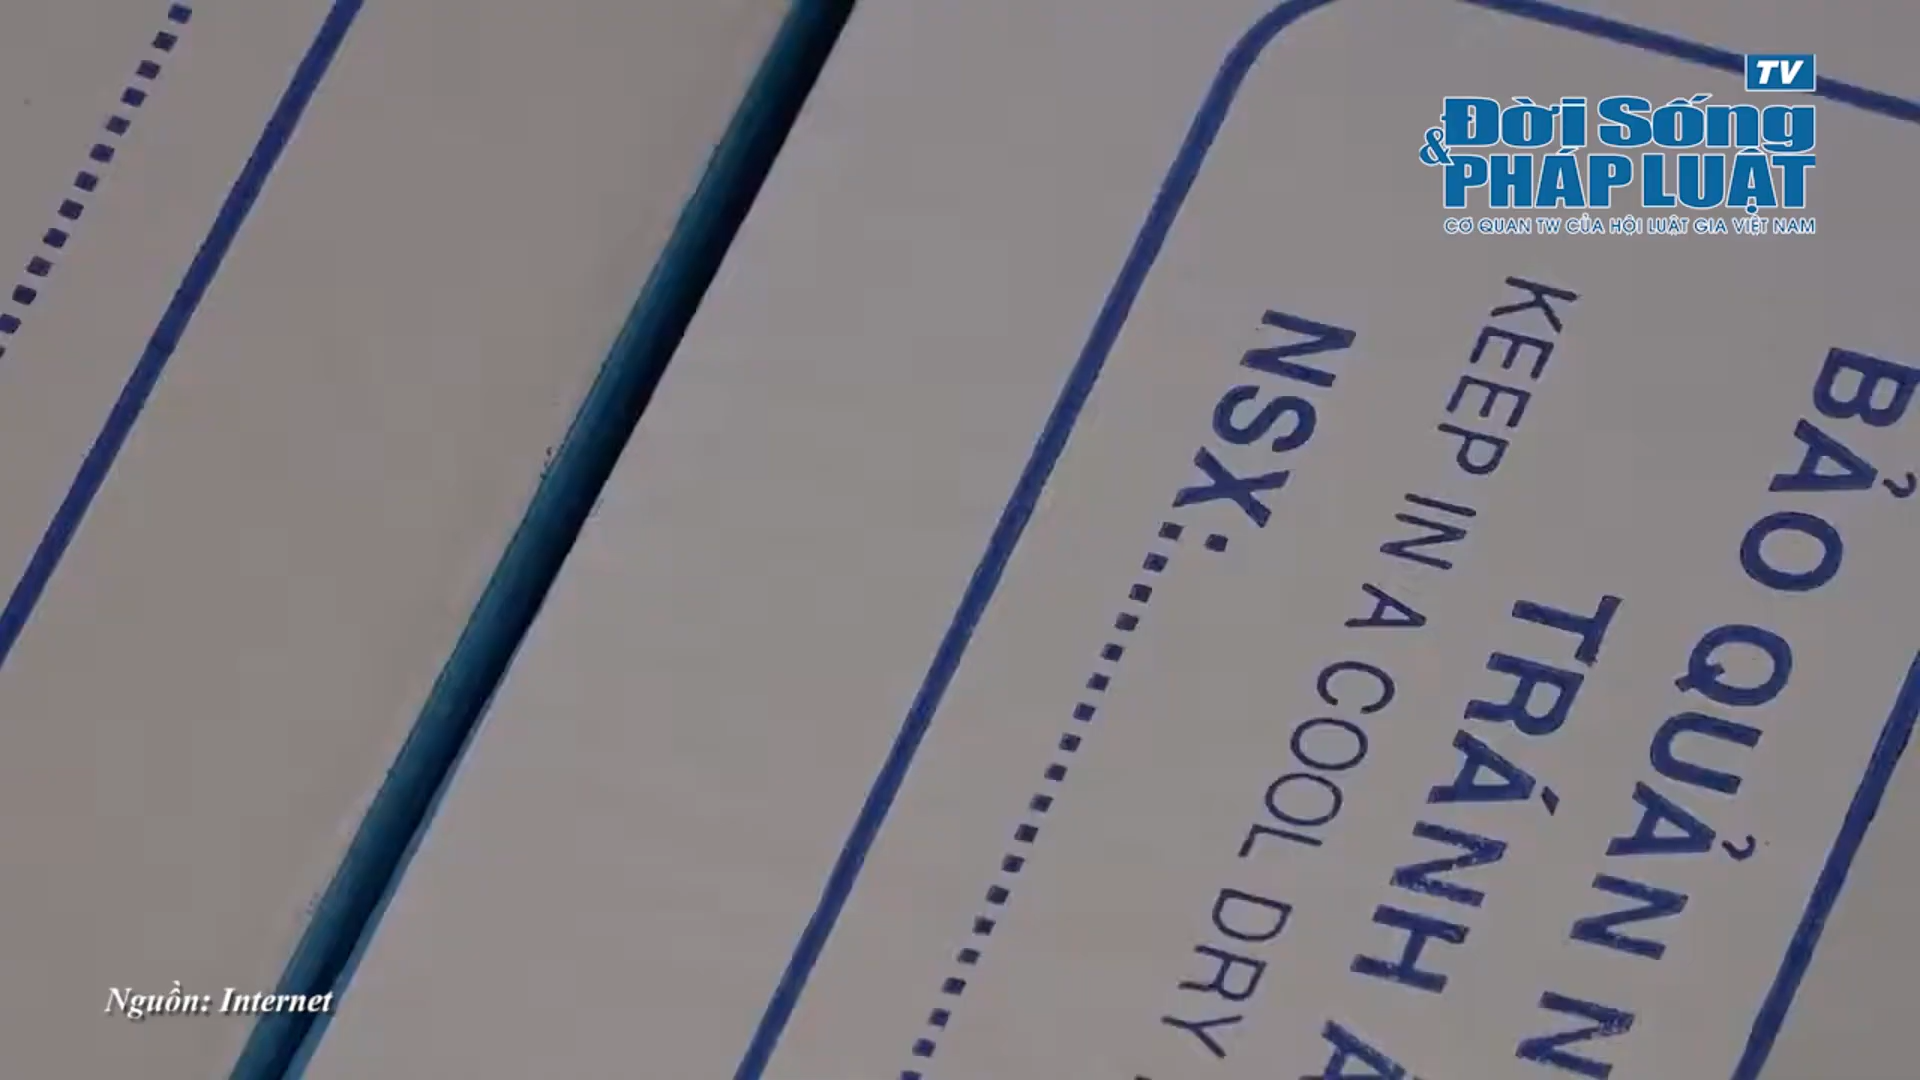 TV
Đời Sống
& PHÁP LUẬT
CƠ QUAN TW CỦA HỘI LUẬT GIA VIỆT NAM
BẢO QUẢN N
TRÁNH A
KEEP IN A COOL DRY
NSX:
Nguồn: Internet